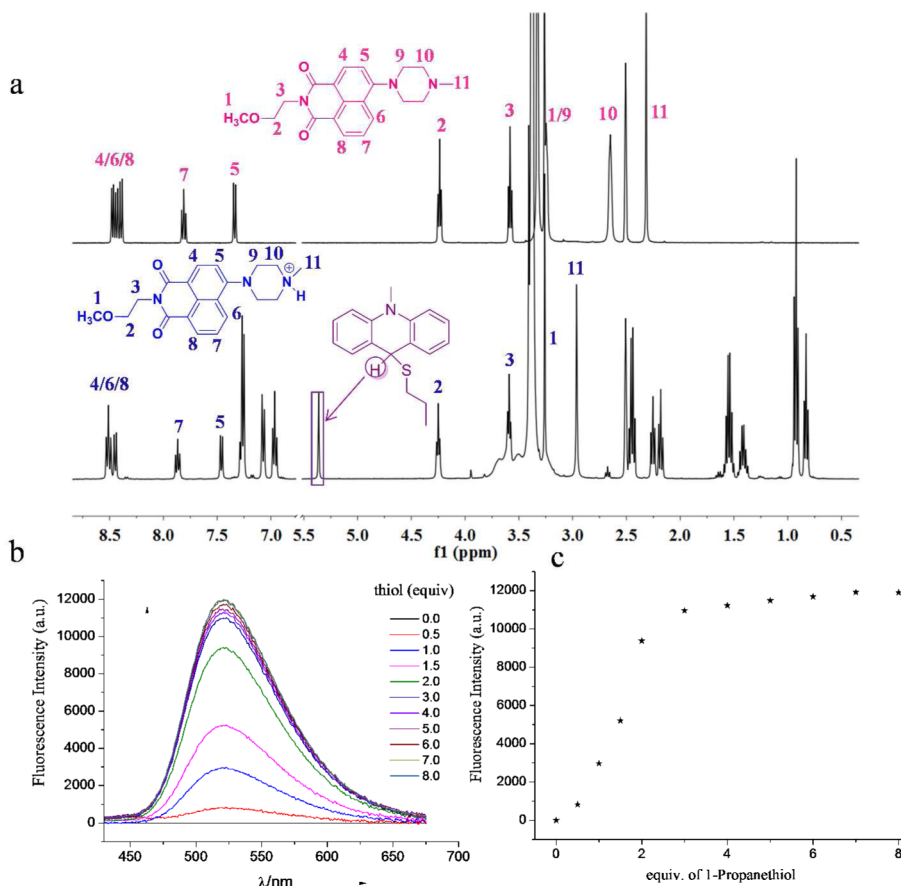 a
4 5
9 10
11
3
1
H₃CO
2
N
O
O
N
N
6
8 7
4/6/8
7
5
2
3
1/9
10
11
4 5
9 10
11
3
1
H₃CO
2
N
O
O
N
N
⊕
H
6
8 7
N
H
S
4/6/8
7
5
2
3
1
11
8.5 8.0 7.5 7.0 5.5 5.0 4.5 4.0 3.5 3.0 2.5 2.0 1.5 1.0 0.5
f1 (ppm)
b
Fluorescence Intensity (a.u.)
12000
10000
8000
6000
4000
2000
0
450 500 550 600 650 700
λ/nm
thiol (equiv)
0.0
0.5
1.0
1.5
2.0
3.0
4.0
5.0
6.0
7.0
8.0
c
Fluorescence Intensity (a.u.)
12000
10000
8000
6000
4000
2000
0
0 2 4 6 8
equiv. of 1-Propanethiol